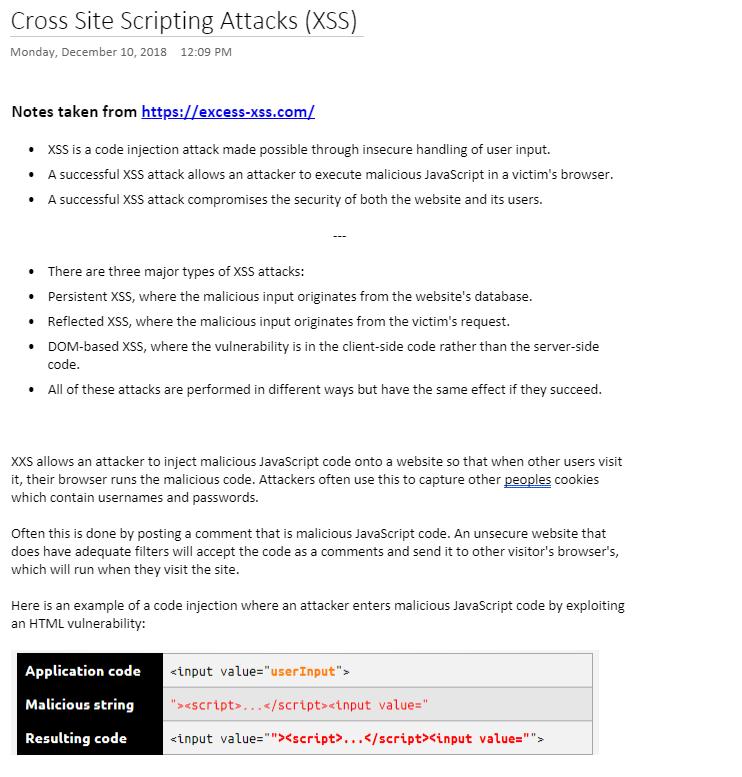 Cross Site Scripting Attacks (XSS)
Monday, December 10, 2018 12:09 PM
Notes taken from https://excess-xss.com/
• XSS is a code injection attack made possible through insecure handling of user input.
• A successful XSS attack allows an attacker to execute malicious JavaScript in a victim's browser.
• A successful XSS attack compromises the security of both the website and its users.
---
• There are three major types of XSS attacks:
• Persistent XSS, where the malicious input originates from the website's database.
• Reflected XSS, where the malicious input originates from the victim's request.
• DOM-based XSS, where the vulnerability is in the client-side code rather than the server-side
code.
• All of these attacks are performed in different ways but have the same effect if they succeed.
XXS allows an attacker to inject malicious JavaScript code onto a website so that when other users visit
it, their browser runs the malicious code. Attackers often use this to capture other peoples cookies
which contain usernames and passwords.
Often this is done by posting a comment that is malicious JavaScript code. An unsecure website that
does have adequate filters will accept the code as a comments and send it to other visitor's browser's,
which will run when they visit the site.
Here is an example of a code injection where an attacker enters malicious JavaScript code by exploiting
an HTML vulnerability:
Application code <input value="userInput">
Malicious string "><script>...</script><input value="
Resulting code <input value=""><script>...</script><input value="">